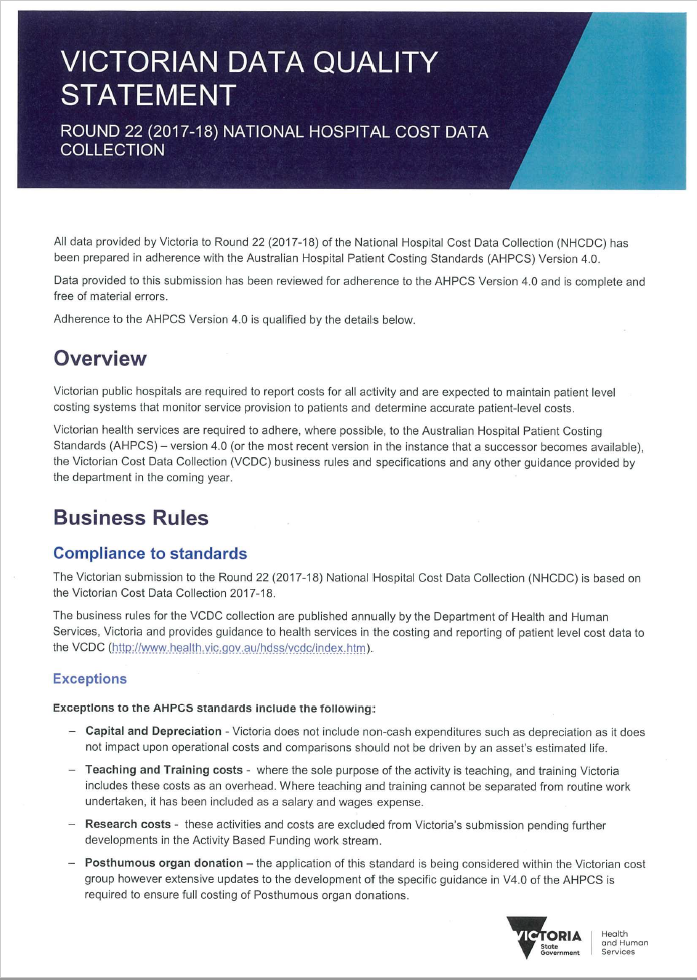 VICTORIAN DATA QUALITY
STATEMENT
ROUND 22 (2017-18) NATIONAL HOSPITAL COST DATA
COLLECTION
All data provided by Victoria to Round 22 (2017-18) of the National Hospital Cost Data Collection (NHCDC) has
been prepared in adherence with the Australian Hospital Patient Costing Standards (AHPCS) Version 4.0.
Data provided to this submission has been reviewed for adherence to the AHPCS Version 4.0 and is complete and
free of material errors.
Adherence to the AHPCS Version 4.0 is qualified by the details below.
Overview
Victorian public hospitals are required to report costs for all activity and are expected to maintain patient level
costing systems that monitor service provision to patients and determine accurate patient-level costs.
Victorian health services are required to adhere, where possible, to the Australian Hospital Patient Costing
Standards (AHPCS) – version 4.0 (or the most recent version in the instance that a successor becomes available),
the Victorian Cost Data Collection (VCDC) business rules and specifications and any other guidance provided by
the department in the coming year.
Business Rules
Compliance to standards
The Victorian submission to the Round 22 (2017-18) National Hospital Cost Data Collection (NHCDC) is based on
the Victorian Cost Data Collection 2017-18.
The business rules for the VCDC collection are published annually by the Department of Health and Human
Services, Victoria and provides guidance to health services in the costing and reporting of patient level cost data to
the VCDC (http://www.health.vic.gov.au/hdss/vcdc/index.htm).
Exceptions
Exceptions to the AHPCS standards include the following:
– Capital and Depreciation - Victoria does not include non-cash expenditures such as depreciation as it does
not impact upon operational costs and comparisons should not be driven by an asset's estimated life.
– Teaching and Training costs - where the sole purpose of the activity is teaching, and training Victoria
includes these costs as an overhead. Where teaching and training cannot be separated from routine work
undertaken, it has been included as a salary and wages expense.
– Research costs - these activities and costs are excluded from Victoria's submission pending further
developments in the Activity Based Funding work stream.
– Posthumous organ donation – the application of this standard is being considered within the Victorian cost
group however extensive updates to the development of the specific guidance in V4.0 of the AHPCS is
required to ensure full costing of Posthumous organ donations.
VICTORIA
State
Government
Health
and Human
Services